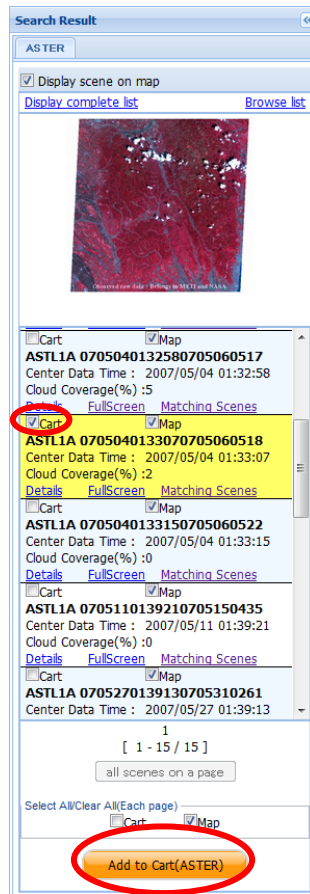 Search Result
ASTER
Display scene on map
Display complete list Browse list
Observed raw data - Belongs to METI and NASA
Details FullScreen Matching Scenes
Cart Map
ASTL1A 0705040132580705060517
Center Data Time : 2007/05/04 01:32:58
Cloud Coverage(%) :5
Details FullScreen Matching Scenes
Cart Map
ASTL1A 0705040133070705060518
Center Data Time : 2007/05/04 01:33:07
Cloud Coverage(%) :2
Details FullScreen Matching Scenes
Cart Map
ASTL1A 0705040133150705060522
Center Data Time : 2007/05/04 01:33:15
Cloud Coverage(%) :0
Details FullScreen Matching Scenes
Cart Map
ASTL1A 0705110139210705150435
Center Data Time : 2007/05/11 01:39:21
Cloud Coverage(%) :0
Details FullScreen Matching Scenes
Cart Map
ASTL1A 0705270139130705310261
Center Data Time : 2007/05/27 01:39:13
1
[ 1 - 15 / 15 ]
all scenes on a page
Select All/Clear All(Each page)
Cart Map
Add to Cart(ASTER)